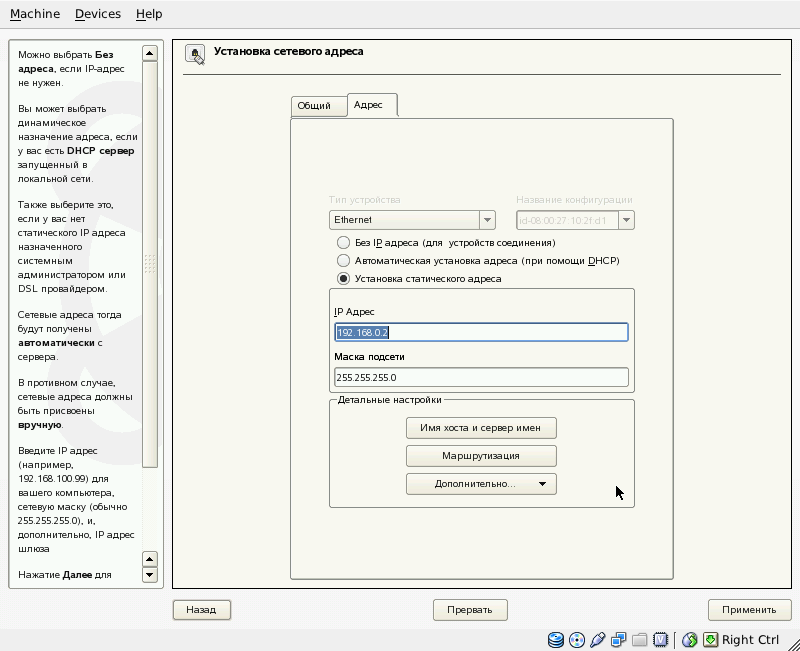 Machine Devices Help
Можно выбрать Без
адреса, если IP-адрес
не нужен.
Вы может выбрать
динамическое
назначение адреса, если
у вас есть DHCP сервер
запущенный в
локальной сети.
Также выберите это,
если у вас нет
статического IP адреса
назначенного
системным
администратором или
DSL провайдером.
Сетевые адреса тогда
будут получены
автоматически с
сервера.
В противном случае,
сетевые адреса должны
быть присвоены
вручную.
Введите IP адрес
(например,
192.168.100.99) для
вашего компьютера,
сетевую маску (обычно
255.255.255.0), и,
дополнительно, IP адрес
шлюза
Нажатие Далее для
Установка сетевого адреса
Общий Адрес
Тип устройства Название конфигурации
Ethernet id-08:00:27:10:2f:d1
Без IP адреса (для устройств соединения)
Автоматическая установка адреса (при помощи DHCP)
Установка статического адреса
IP Адрес
192.168.0.2
Маска подсети
255.255.255.0
Детальные настройки
Имя хоста и сервер имен
Маршрутизация
Дополнительно...
Назад Прервать Применить
Right Ctrl